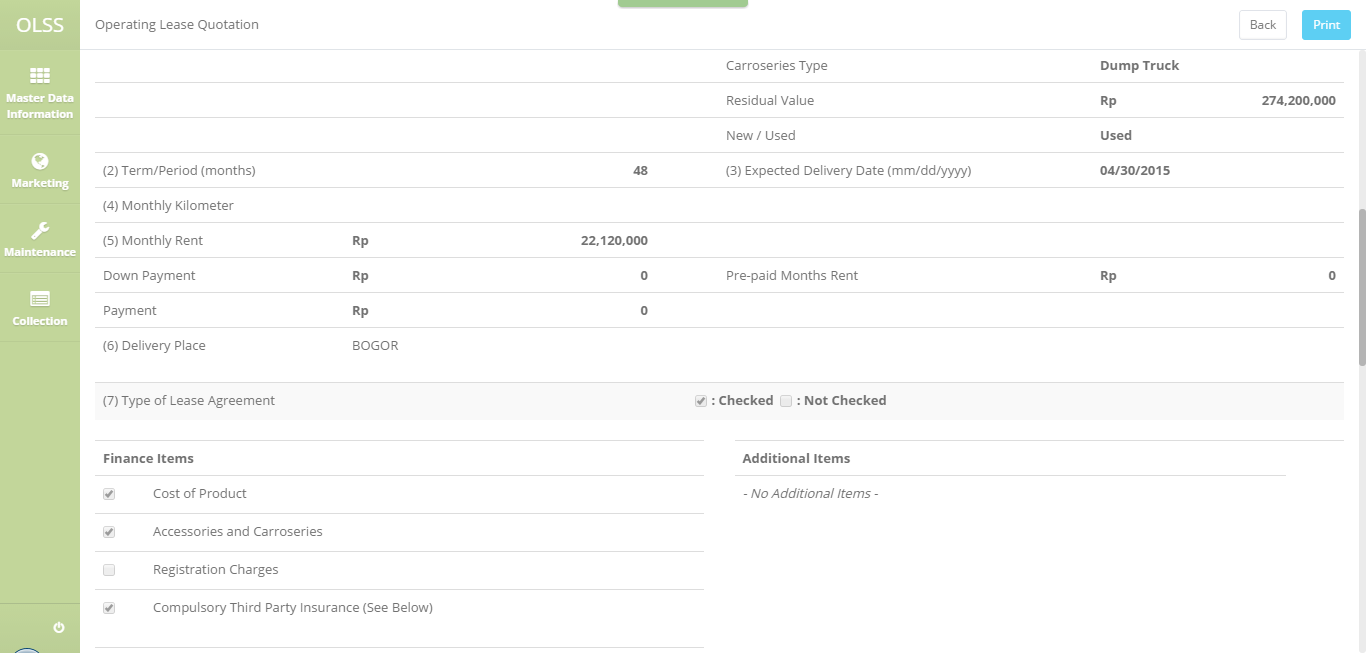 OLSS
Operating Lease Quotation
Back
Print
Master Data Information
Marketing
Maintenance
Collection
Carroseries Type Dump Truck
Residual Value Rp 274,200,000
New / Used Used
(2) Term/Period (months) 48 (3) Expected Delivery Date (mm/dd/yyyy) 04/30/2015
(4) Monthly Kilometer
(5) Monthly Rent Rp 22,120,000
Down Payment Rp 0 Pre-paid Months Rent Rp 0
Payment Rp 0
(6) Delivery Place BOGOR
(7) Type of Lease Agreement : Checked : Not Checked
Finance Items
Cost of Product
Accessories and Carroseries
Registration Charges
Compulsory Third Party Insurance (See Below)
Additional Items
- No Additional Items -